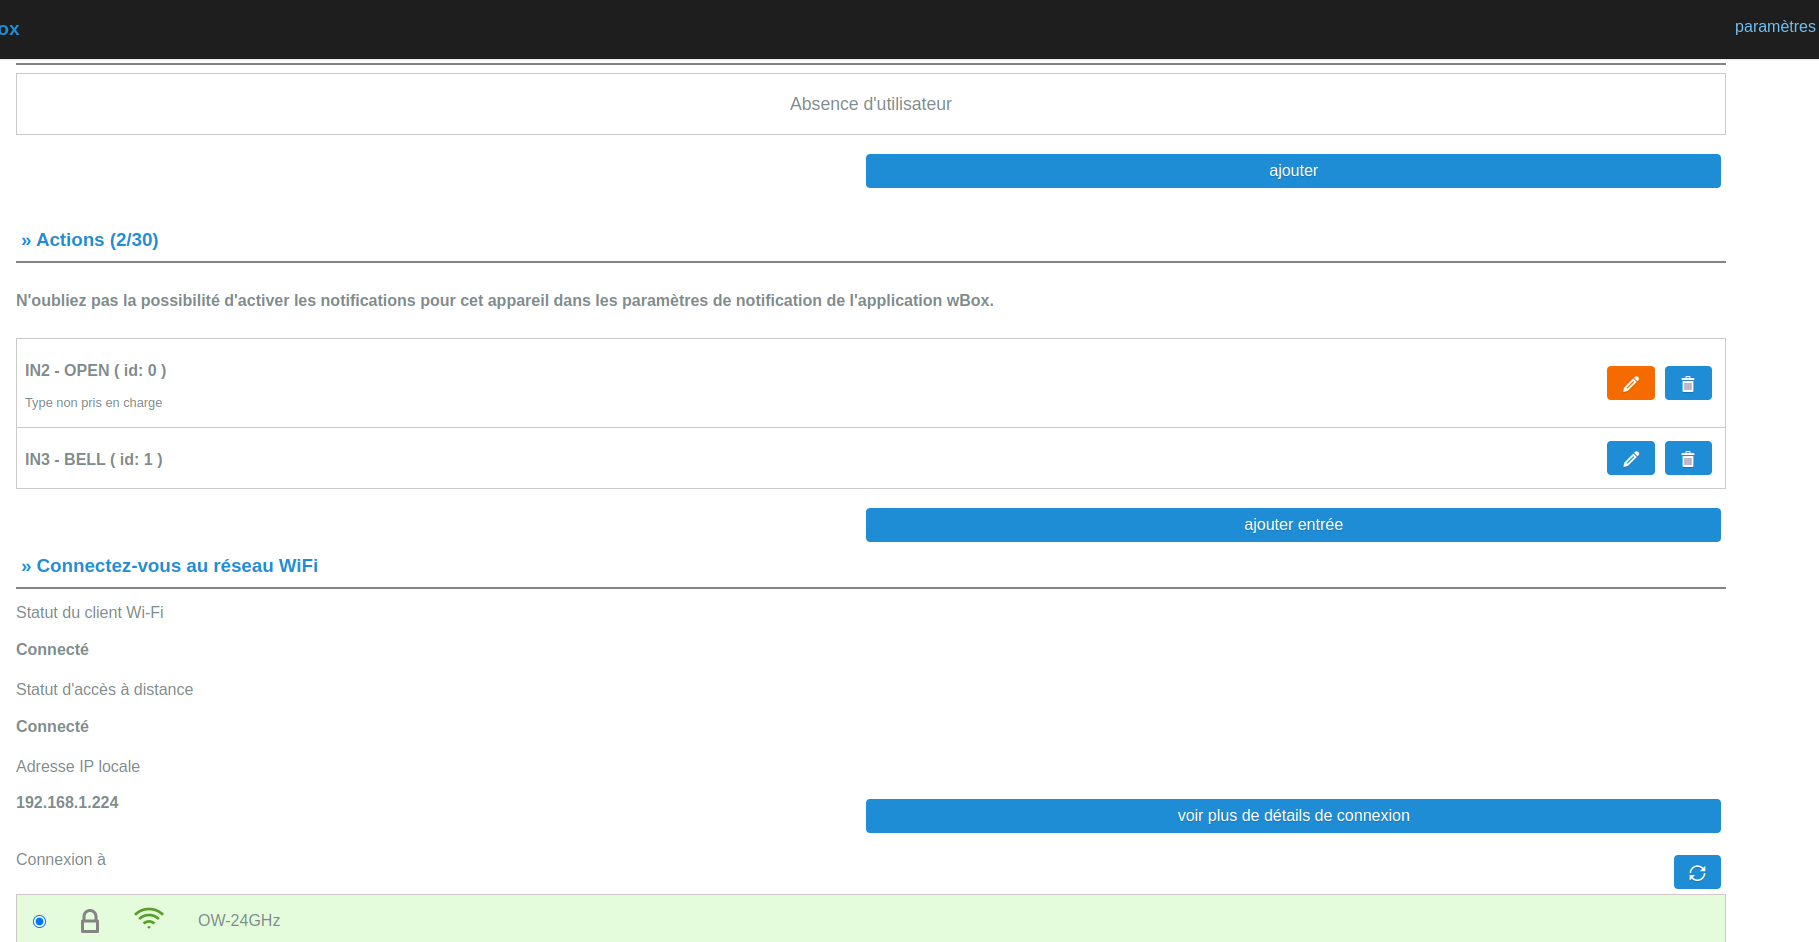 ox
paramètres
Absence d'utilisateur
ajouter
» Actions (2/30)
N'oubliez pas la possibilité d'activer les notifications pour cet appareil dans les paramètres de notification de l'application wBox.
IN2 - OPEN ( id: 0 )
Type non pris en charge
IN3 - BELL ( id: 1 )
ajouter entrée
» Connectez-vous au réseau WiFi
Statut du client Wi-Fi
Connecté
Statut d'accès à distance
Connecté
Adresse IP locale
192.168.1.224
voir plus de détails de connexion
Connexion à
OW-24GHz